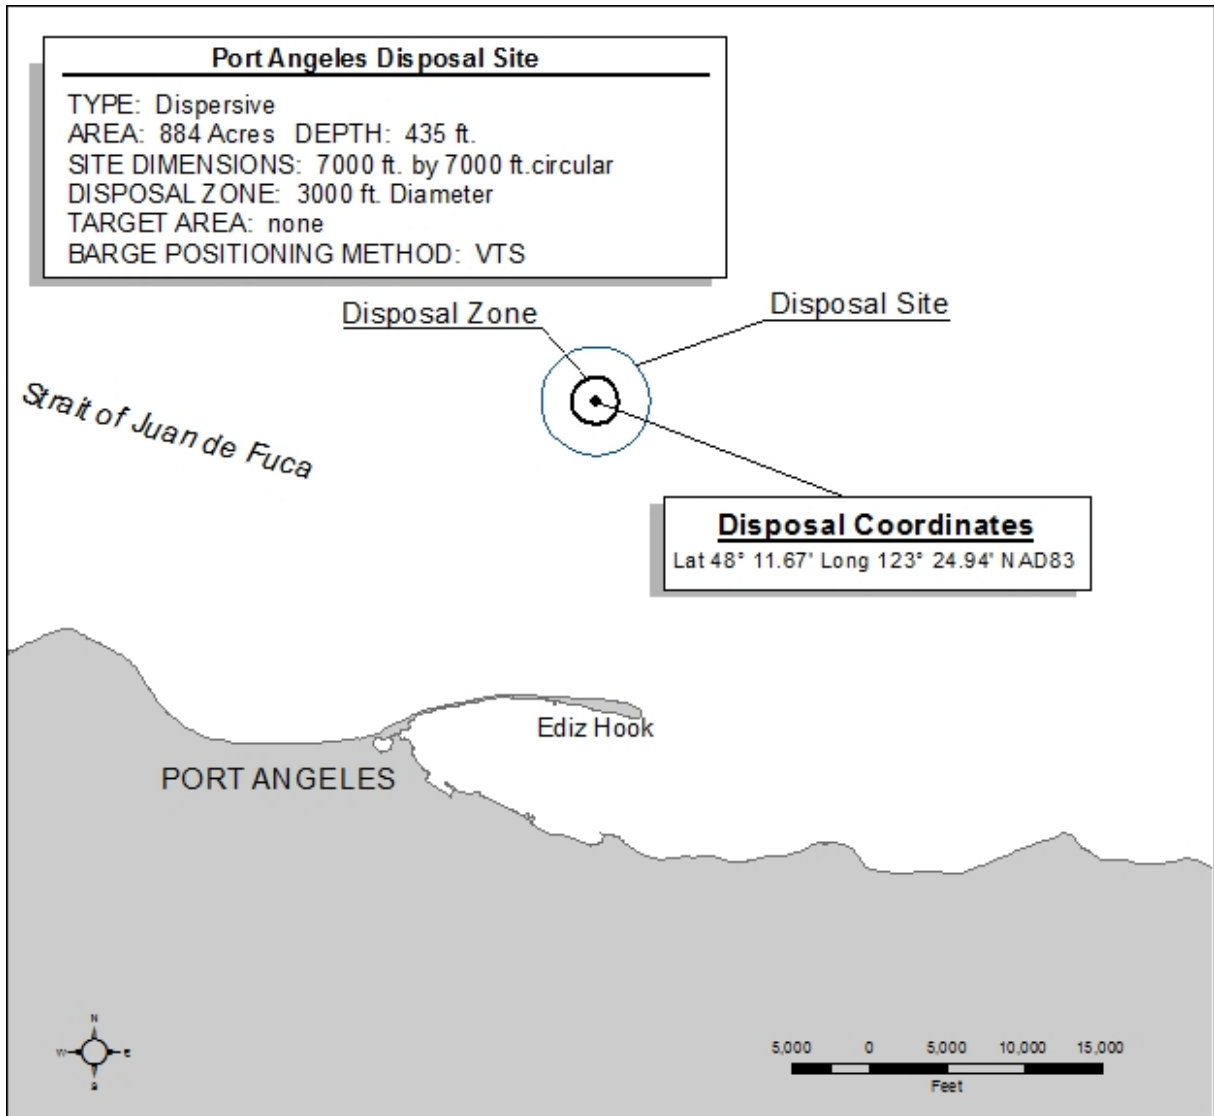 Port Angeles Disposal Site
TYPE: Dispersive
AREA: 884 Acres DEPTH: 435 ft.
SITE DIMENSIONS: 7000 ft. by 7000 ft.circular
DISPOSAL ZONE: 3000 ft. Diameter
TARGET AREA: none
BARGE POSITIONING METHOD: VTS
Disposal Zone
Disposal Site
Strait of Juan de Fuca
Disposal Coordinates
Lat 48° 11.67' Long 123° 24.94' NAD83
Ediz Hook
PORT ANGELES
N
W E
S
5,000 0 5,000 10,000 15,000
Feet